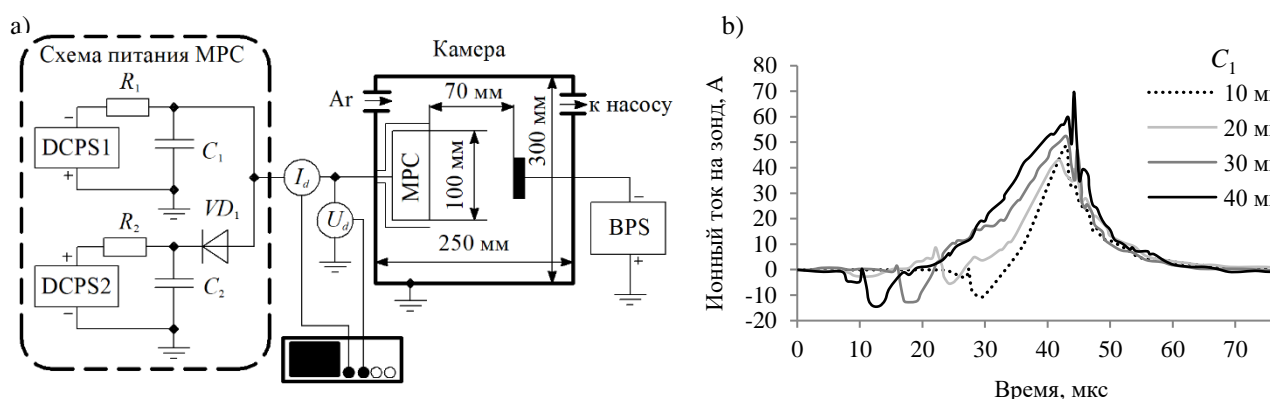 a)
Схема питания МРС
R₁
−
DCPS1
+
C₁
R₂
VD₁
+
DCPS2
−
C₂
I_d
U_d
Камера
Ar
70 мм
к насосу
МРС
100 мм
300 мм
250 мм
−
BPS
+
b)
Ионный ток на зонд, А
80
70
60
50
40
30
20
10
0
-10
-20
0 10 20 30 40 50 60 70
Время, мкс
C₁
10 м
20 м
30 м
40 м